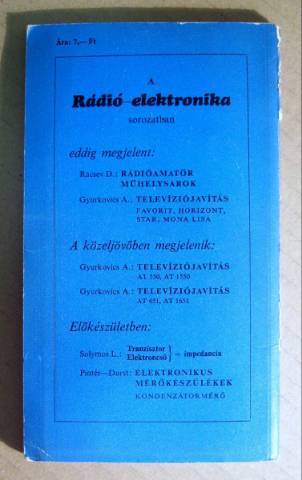 Ára: 7,— Ft
A
Rádió elektronika
sorozatban
eddig megjelent:
Racsev D.: RÁDIÓAMATŐR
MŰHELYSAROK
Gyurkovics A.: TELEVÍZIÓJAVÍTÁS
FAVORIT, HORIZONT,
STAR, MONA LISA
A közeljövőben megjelenik:
Gyurkovics A.: TELEVÍZIÓJAVÍTÁS
AT 550, AT 1550
Gyurkovics A.: TELEVÍZIÓJAVÍTÁS
AT 651, AT 1651
Előkészületben:
Solymos L.: Tranzisztor
Elektroncső } = impedancia
Pintér—Durst: ELEKTRONIKUS
MÉRŐKÉSZÜLÉKEK
KONDENZÁTORMÉRŐ